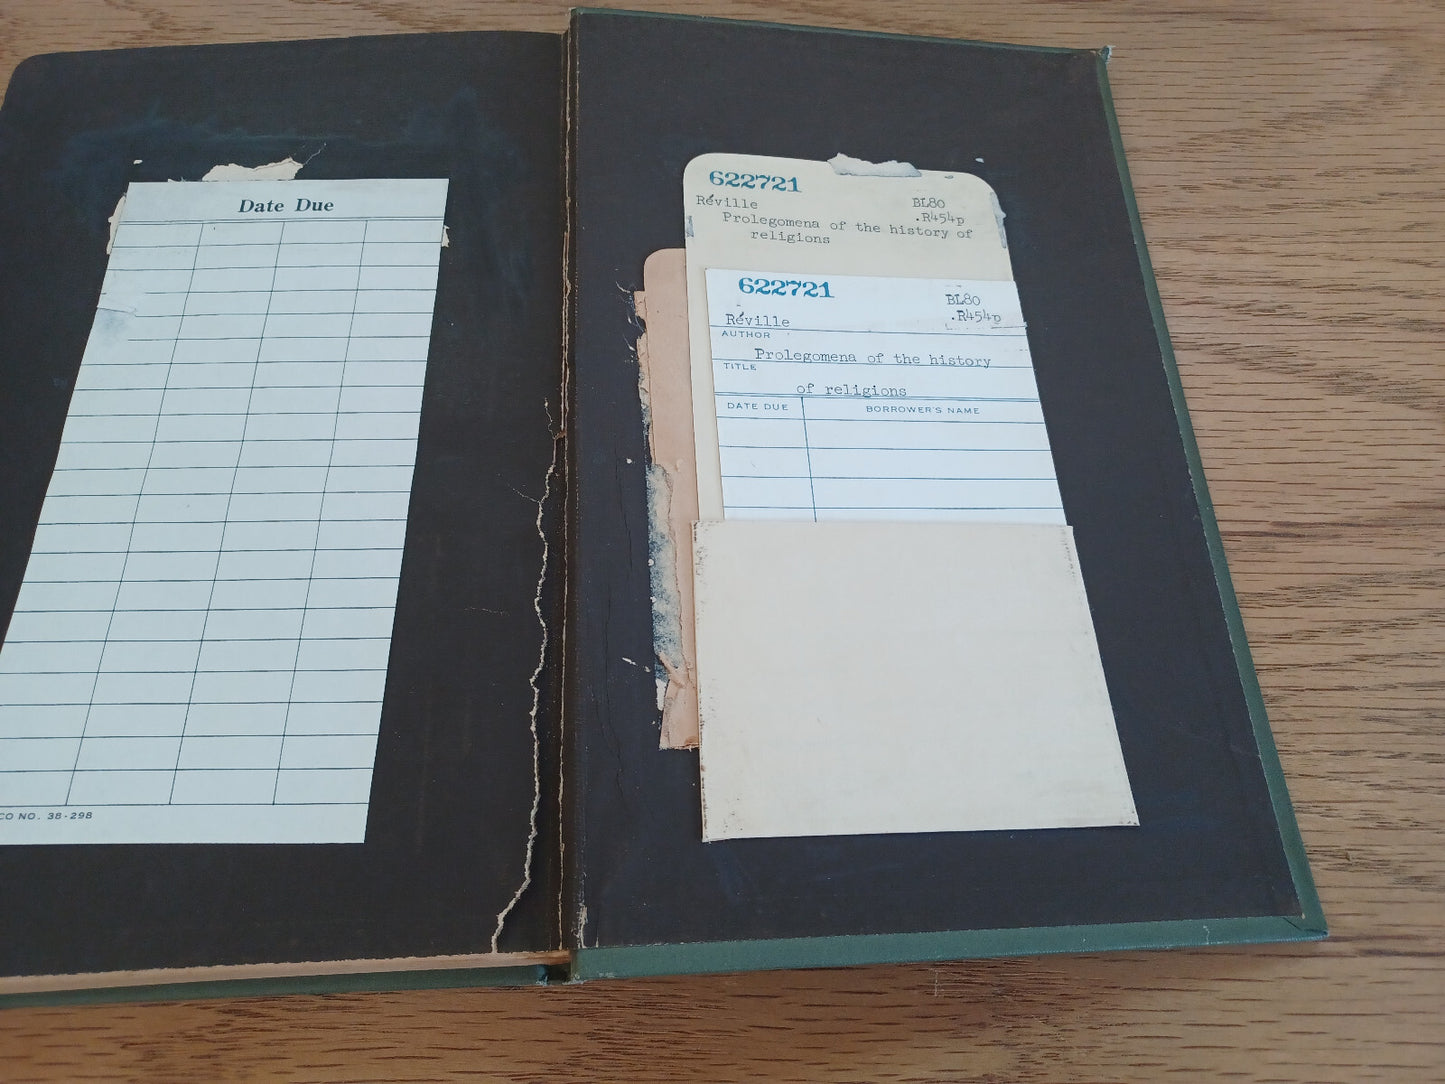 Date Due
CO NO. 38-298
622721
Réville
BL80
.R454p
Prolegomena of the history of
religions
622721
BL80
Réville
.R454p
AUTHOR
Prolegomena of the history
TITLE
of religions
DATE DUE
BORROWER'S NAME